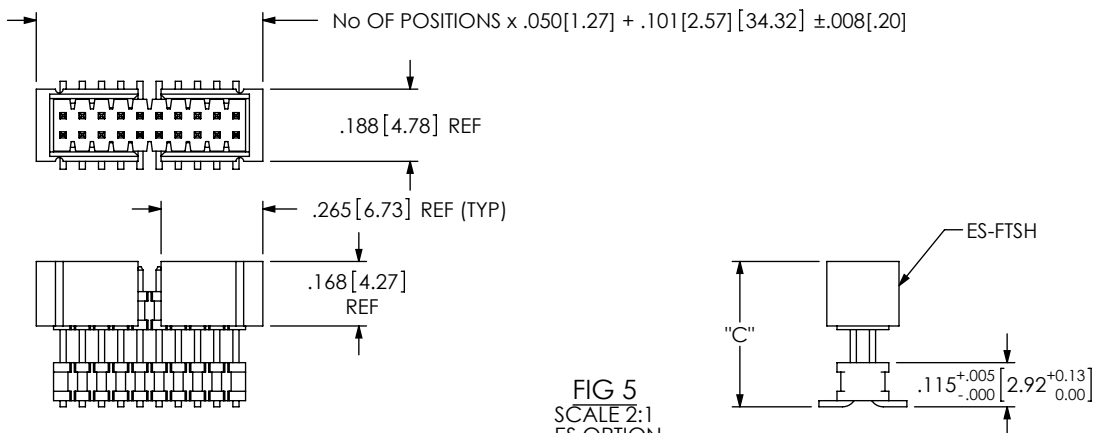 No OF POSITIONS x .050[1.27] + .101[2.57] [34.32] ±.008[.20]
.188[4.78] REF
.265[6.73] REF (TYP)
.168[4.27]
REF
ES-FTSH
"C"
.115 +.005 -.000 [2.92 +0.13 0.00]
FIG 5
SCALE 2:1
ES OPTION